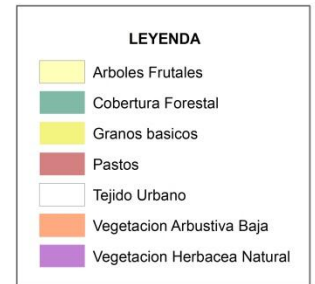 LEYENDA
Arboles Frutales
Cobertura Forestal
Granos basicos
Pastos
Tejido Urbano
Vegetacion Arbustiva Baja
Vegetacion Herbacea Natural